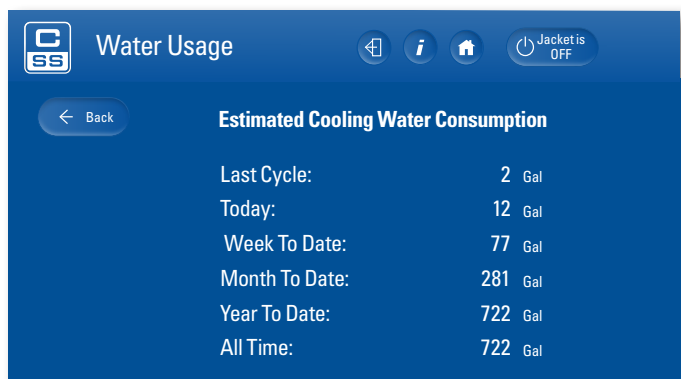 C
SS
Water Usage
i
Jacket is
OFF
Back
Estimated Cooling Water Consumption
Last Cycle: 2 Gal
Today: 12 Gal
Week To Date: 77 Gal
Month To Date: 281 Gal
Year To Date: 722 Gal
All Time: 722 Gal